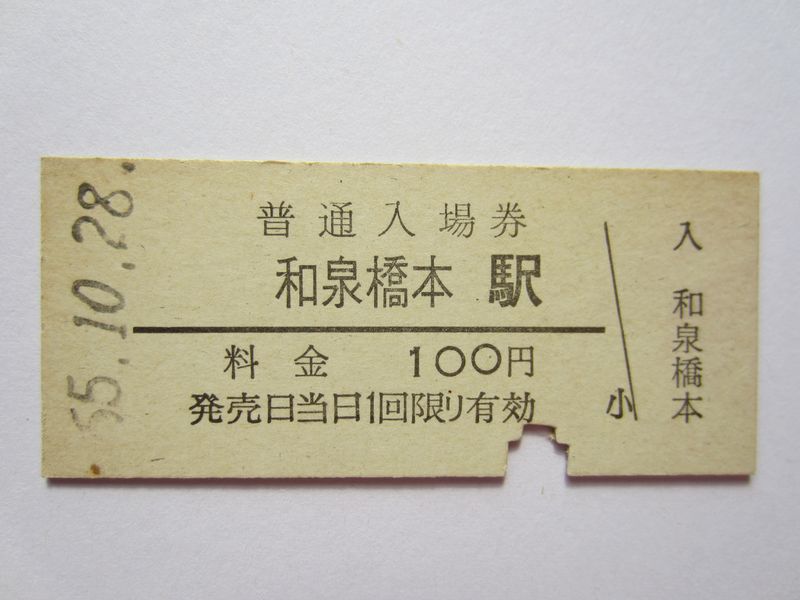 55.10.28.
普通入場券
和泉橋本駅
料金 100円
発売日当日1回限り有効
小
入
和泉橋本